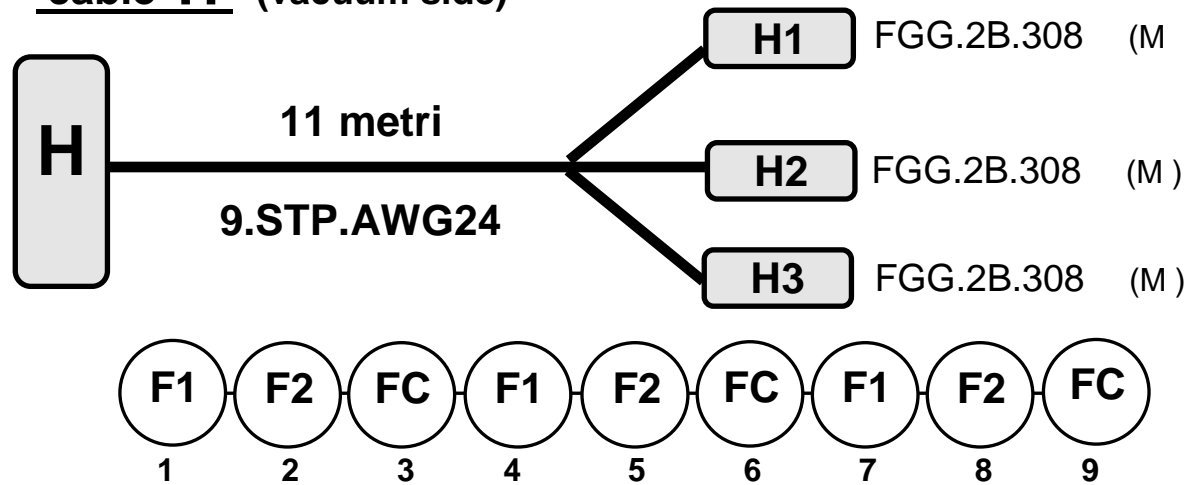 (vacuum side)
H
11 metri
9.STP.AWG24
H1 FGG.2B.308 (M
H2 FGG.2B.308 (M )
H3 FGG.2B.308 (M )
F1 F2 FC F1 F2 FC F1 F2 FC
1 2 3 4 5 6 7 8 9